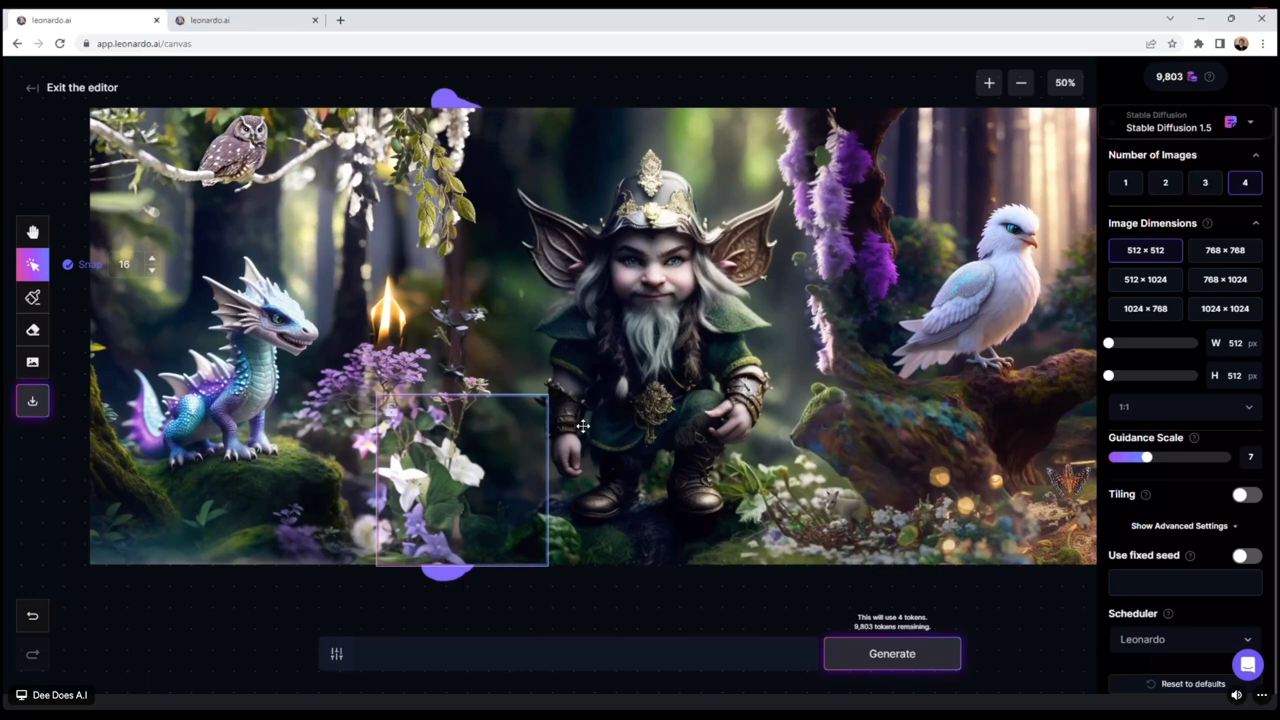 leonardo.ai
leonardo.ai
app.leonardo.ai/canvas
Exit the editor
50%
9,803
Stable Diffusion
Stable Diffusion 1.5
Number of Images
1 2 3 4
Image Dimensions
512 × 512 768 × 768
512 × 1024 768 × 1024
1024 × 768 1024 × 1024
W 512 px
H 512 px
1:1
Guidance Scale
7
Tiling
Show Advanced Settings
Use fixed seed
Scheduler
Leonardo
Reset to defaults
Snap 16
This will use 4 tokens.
9,803 tokens remaining.
Generate
Dee Does A.I